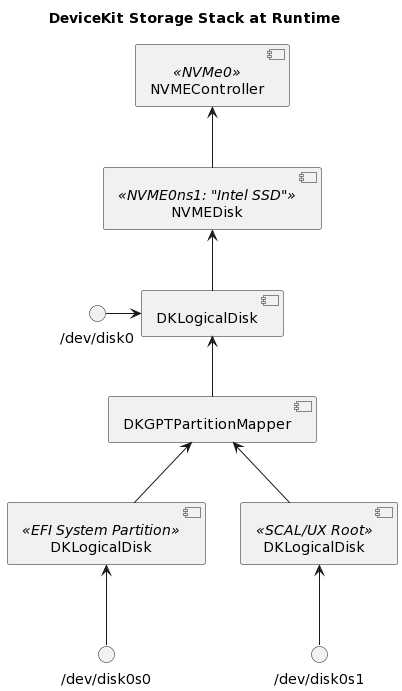 DeviceKit Storage Stack at Runtime
«NVMe0»
NVMEController
«NVME0ns1: "Intel SSD"»
NVMEDisk
DKLogicalDisk
/dev/disk0
DKGPTPartitionMapper
«EFI System Partition»
DKLogicalDisk
«SCAL/UX Root»
DKLogicalDisk
/dev/disk0s0
/dev/disk0s1